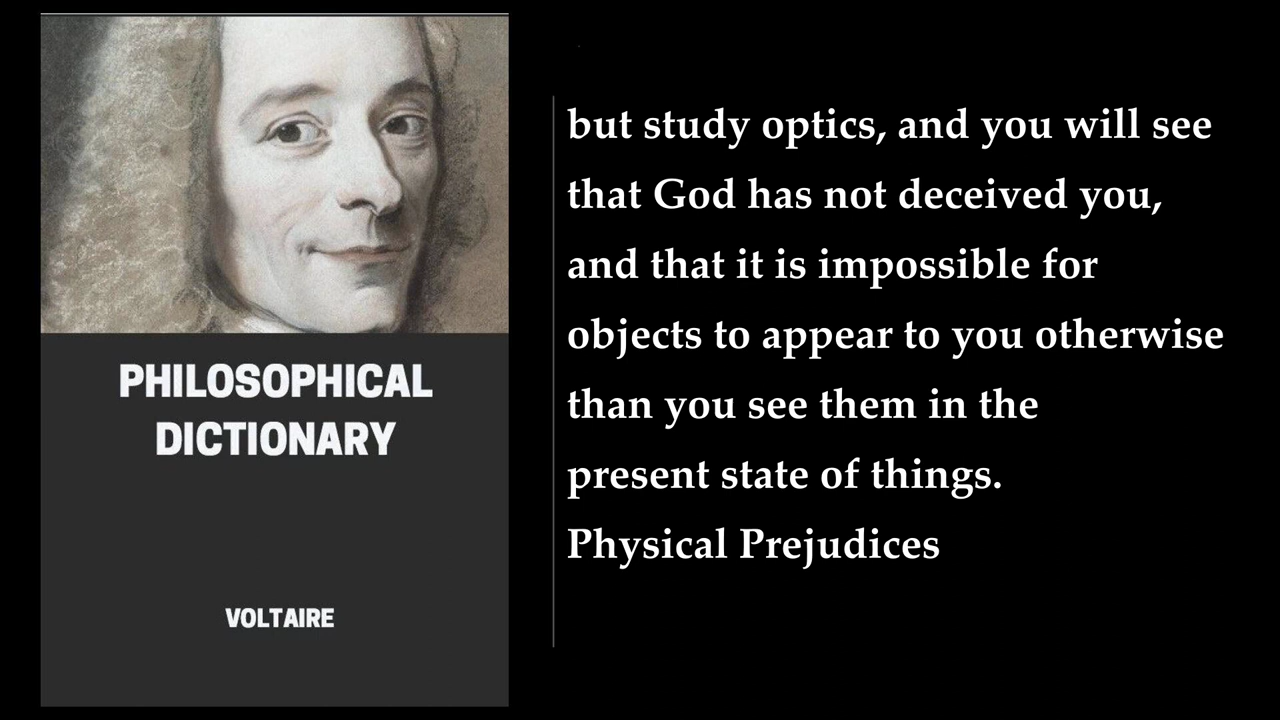 PHILOSOPHICAL
DICTIONARY
VOLTAIRE
but study optics, and you will see
that God has not deceived you,
and that it is impossible for
objects to appear to you otherwise
than you see them in the
present state of things.
Physical Prejudices